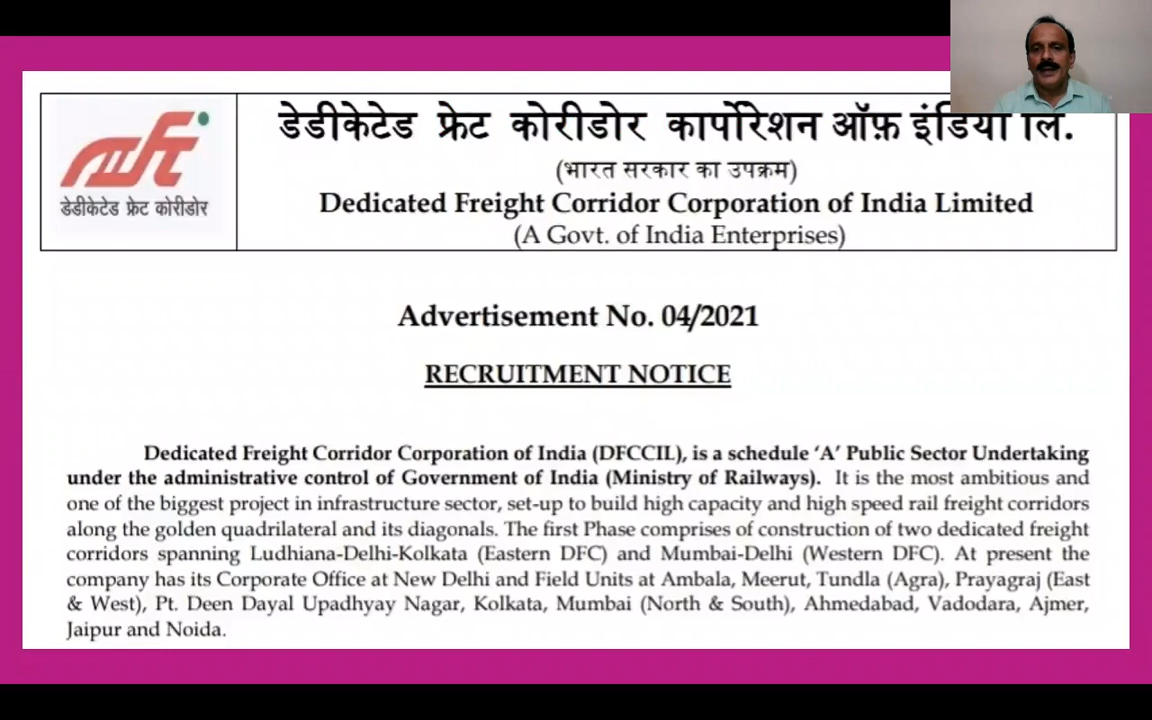 डेडीकेटेड फ्रेट कोरीडोर कार्पोरेशन ऑफ़ इंडिया लि.
(भारत सरकार का उपक्रम)
Dedicated Freight Corridor Corporation of India Limited
(A Govt. of India Enterprises)
डेडीकेटेड फ्रेट कोरीडोर
Advertisement No. 04/2021
RECRUITMENT NOTICE
Dedicated Freight Corridor Corporation of India (DFCCIL), is a schedule ‘A’ Public Sector Undertaking
under the administrative control of Government of India (Ministry of Railways). It is the most ambitious and
one of the biggest project in infrastructure sector, set-up to build high capacity and high speed rail freight corridors
along the golden quadrilateral and its diagonals. The first Phase comprises of construction of two dedicated freight
corridors spanning Ludhiana-Delhi-Kolkata (Eastern DFC) and Mumbai-Delhi (Western DFC). At present the
company has its Corporate Office at New Delhi and Field Units at Ambala, Meerut, Tundla (Agra), Prayagraj (East
& West), Pt. Deen Dayal Upadhyay Nagar, Kolkata, Mumbai (North & South), Ahmedabad, Vadodara, Ajmer,
Jaipur and Noida.